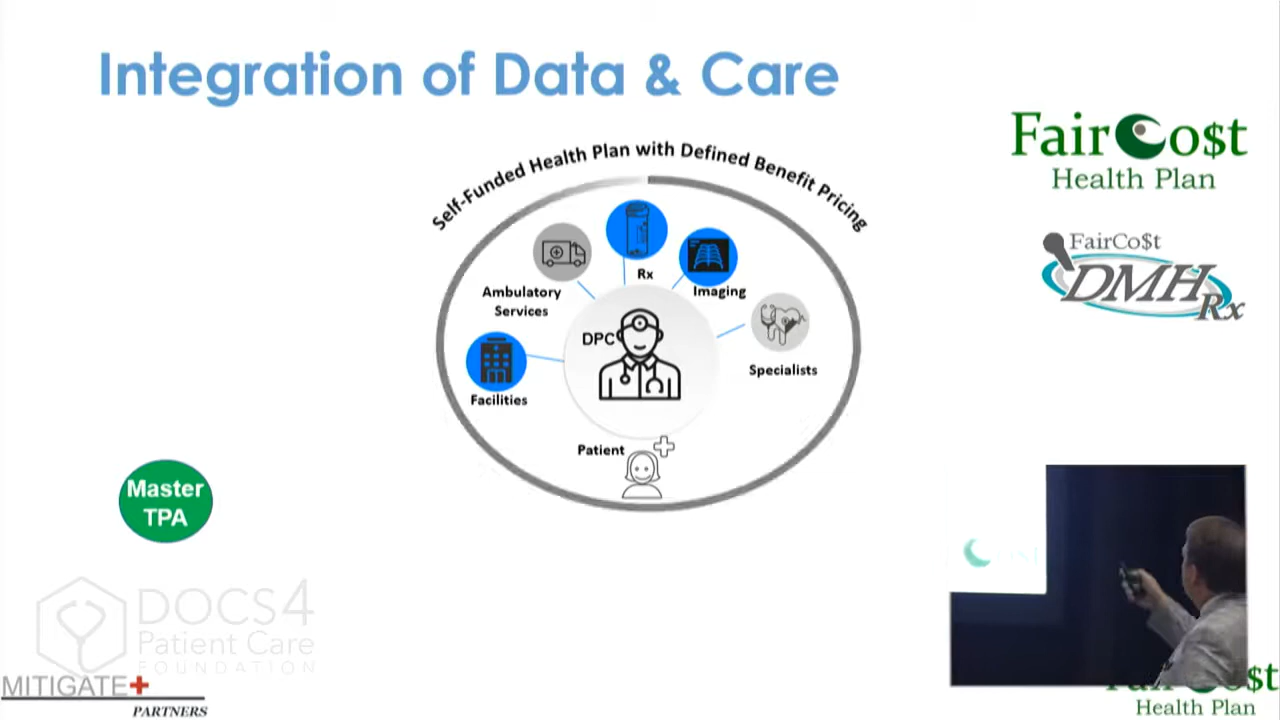 Integration of Data & Care
FairCo$t
Health Plan
Self-Funded Health Plan with Defined Benefit Pricing
FairCo$t
DMH
Rx
Rx
Ambulatory
Services
Imaging
DPC
Specialists
Facilities
Patient
Master
TPA
DOCS4
Patient Care
FOUNDATION
MITIGATE+
PARTNERS
Health Plan